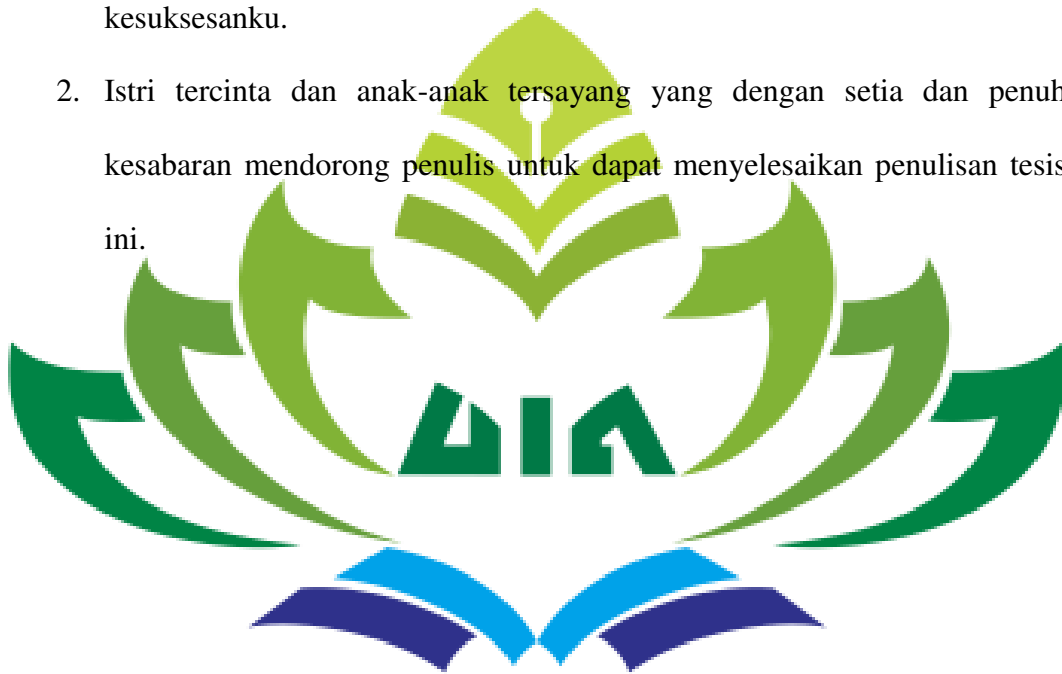 kesuksesanku.
2. Istri tercinta dan anak-anak tersayang yang dengan setia dan penuh
kesabaran mendorong penulis untuk dapat menyelesaikan penulisan tesis
ini.
UIN